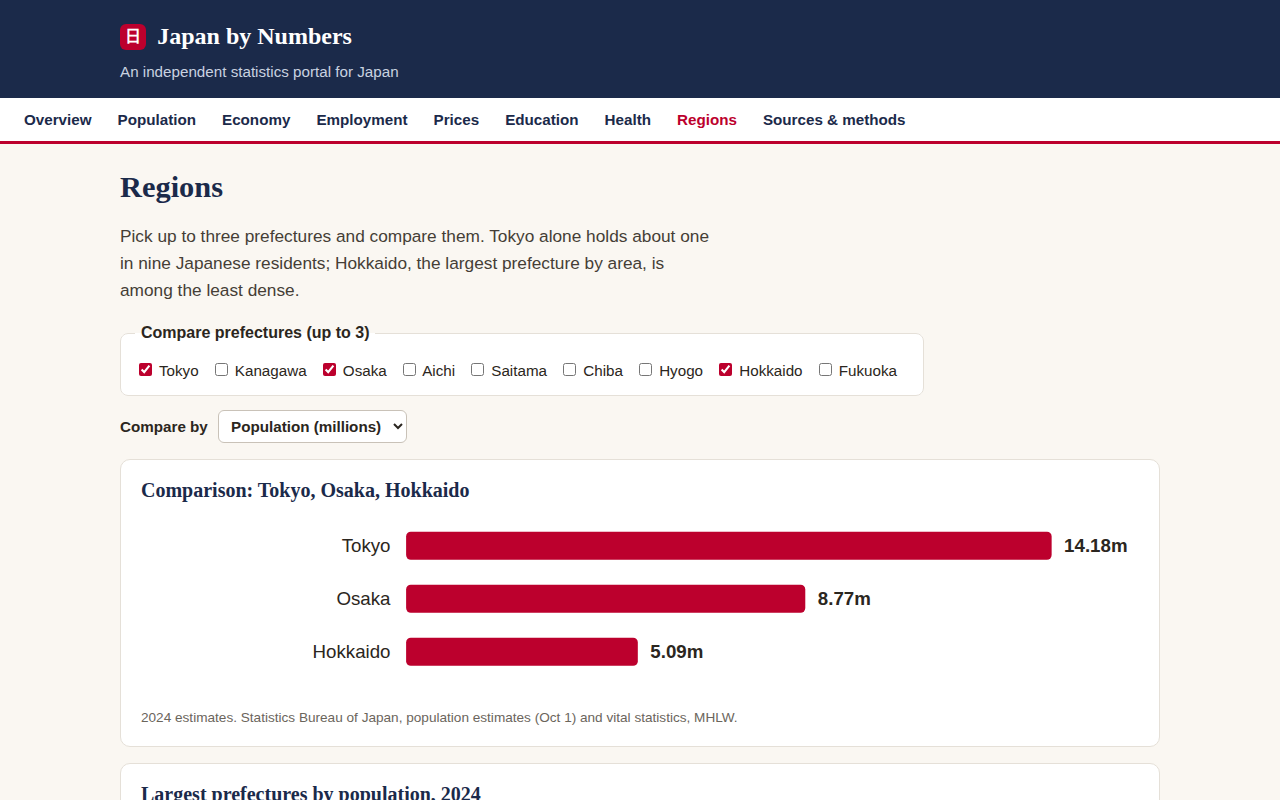 日 Japan by Numbers
An independent statistics portal for Japan
Overview Population Economy Employment Prices Education Health Regions Sources & methods
Regions
Pick up to three prefectures and compare them. Tokyo alone holds about one
in nine Japanese residents; Hokkaido, the largest prefecture by area, is
among the least dense.
Compare prefectures (up to 3)
Tokyo Kanagawa Osaka Aichi Saitama Chiba Hyogo Hokkaido Fukuoka
Compare by Population (millions)
Comparison: Tokyo, Osaka, Hokkaido
Tokyo 14.18m
Osaka 8.77m
Hokkaido 5.09m
2024 estimates. Statistics Bureau of Japan, population estimates (Oct 1) and vital statistics, MHLW.
Largest prefectures by population, 2024